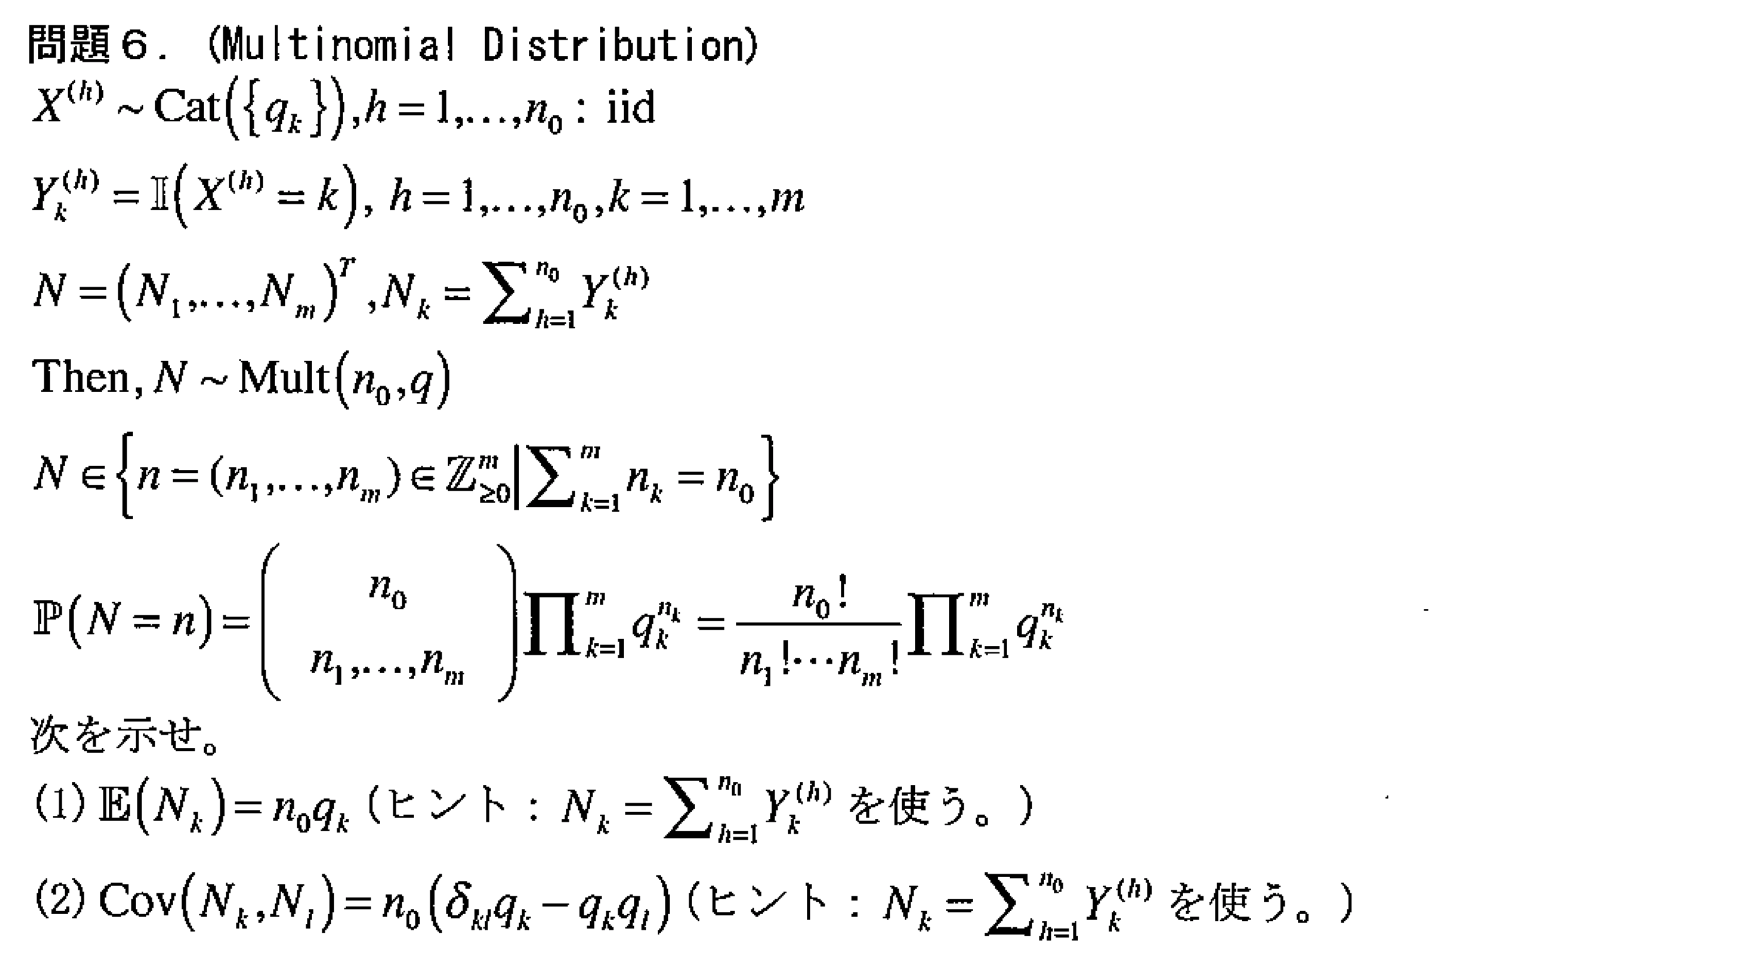 問題６． (Multinomial Distribution)
X^{(h)} ~ Cat({q_k}), h = 1,…,n_0 : iid
Y_k^{(h)} = 𝕀(X^{(h)} = k), h = 1,…,n_0, k = 1,…,m
N = (N_1,…,N_m)^T, N_k = ∑_{h=1}^{n_0} Y_k^{(h)}
Then, N ~ Mult(n_0, q)
N ∈ {n = (n_1,…,n_m) ∈ ℤ_{≥0}^m | ∑_{k=1}^m n_k = n_0}
ℙ(N = n) = \binom{n_0}{n_1,…,n_m} ∏_{k=1}^m q_k^{n_k} = \frac{n_0!}{n_1!⋯n_m!} ∏_{k=1}^m q_k^{n_k}
次を示せ。
(1) 𝔼(N_k) = n_0 q_k (ヒント : N_k = ∑_{h=1}^{n_0} Y_k^{(h)} を使う。)
(2) Cov(N_k, N_l) = n_0(δ_{kl} q_k − q_k q_l) (ヒント : N_k = ∑_{h=1}^{n_0} Y_k^{(h)} を使う。)